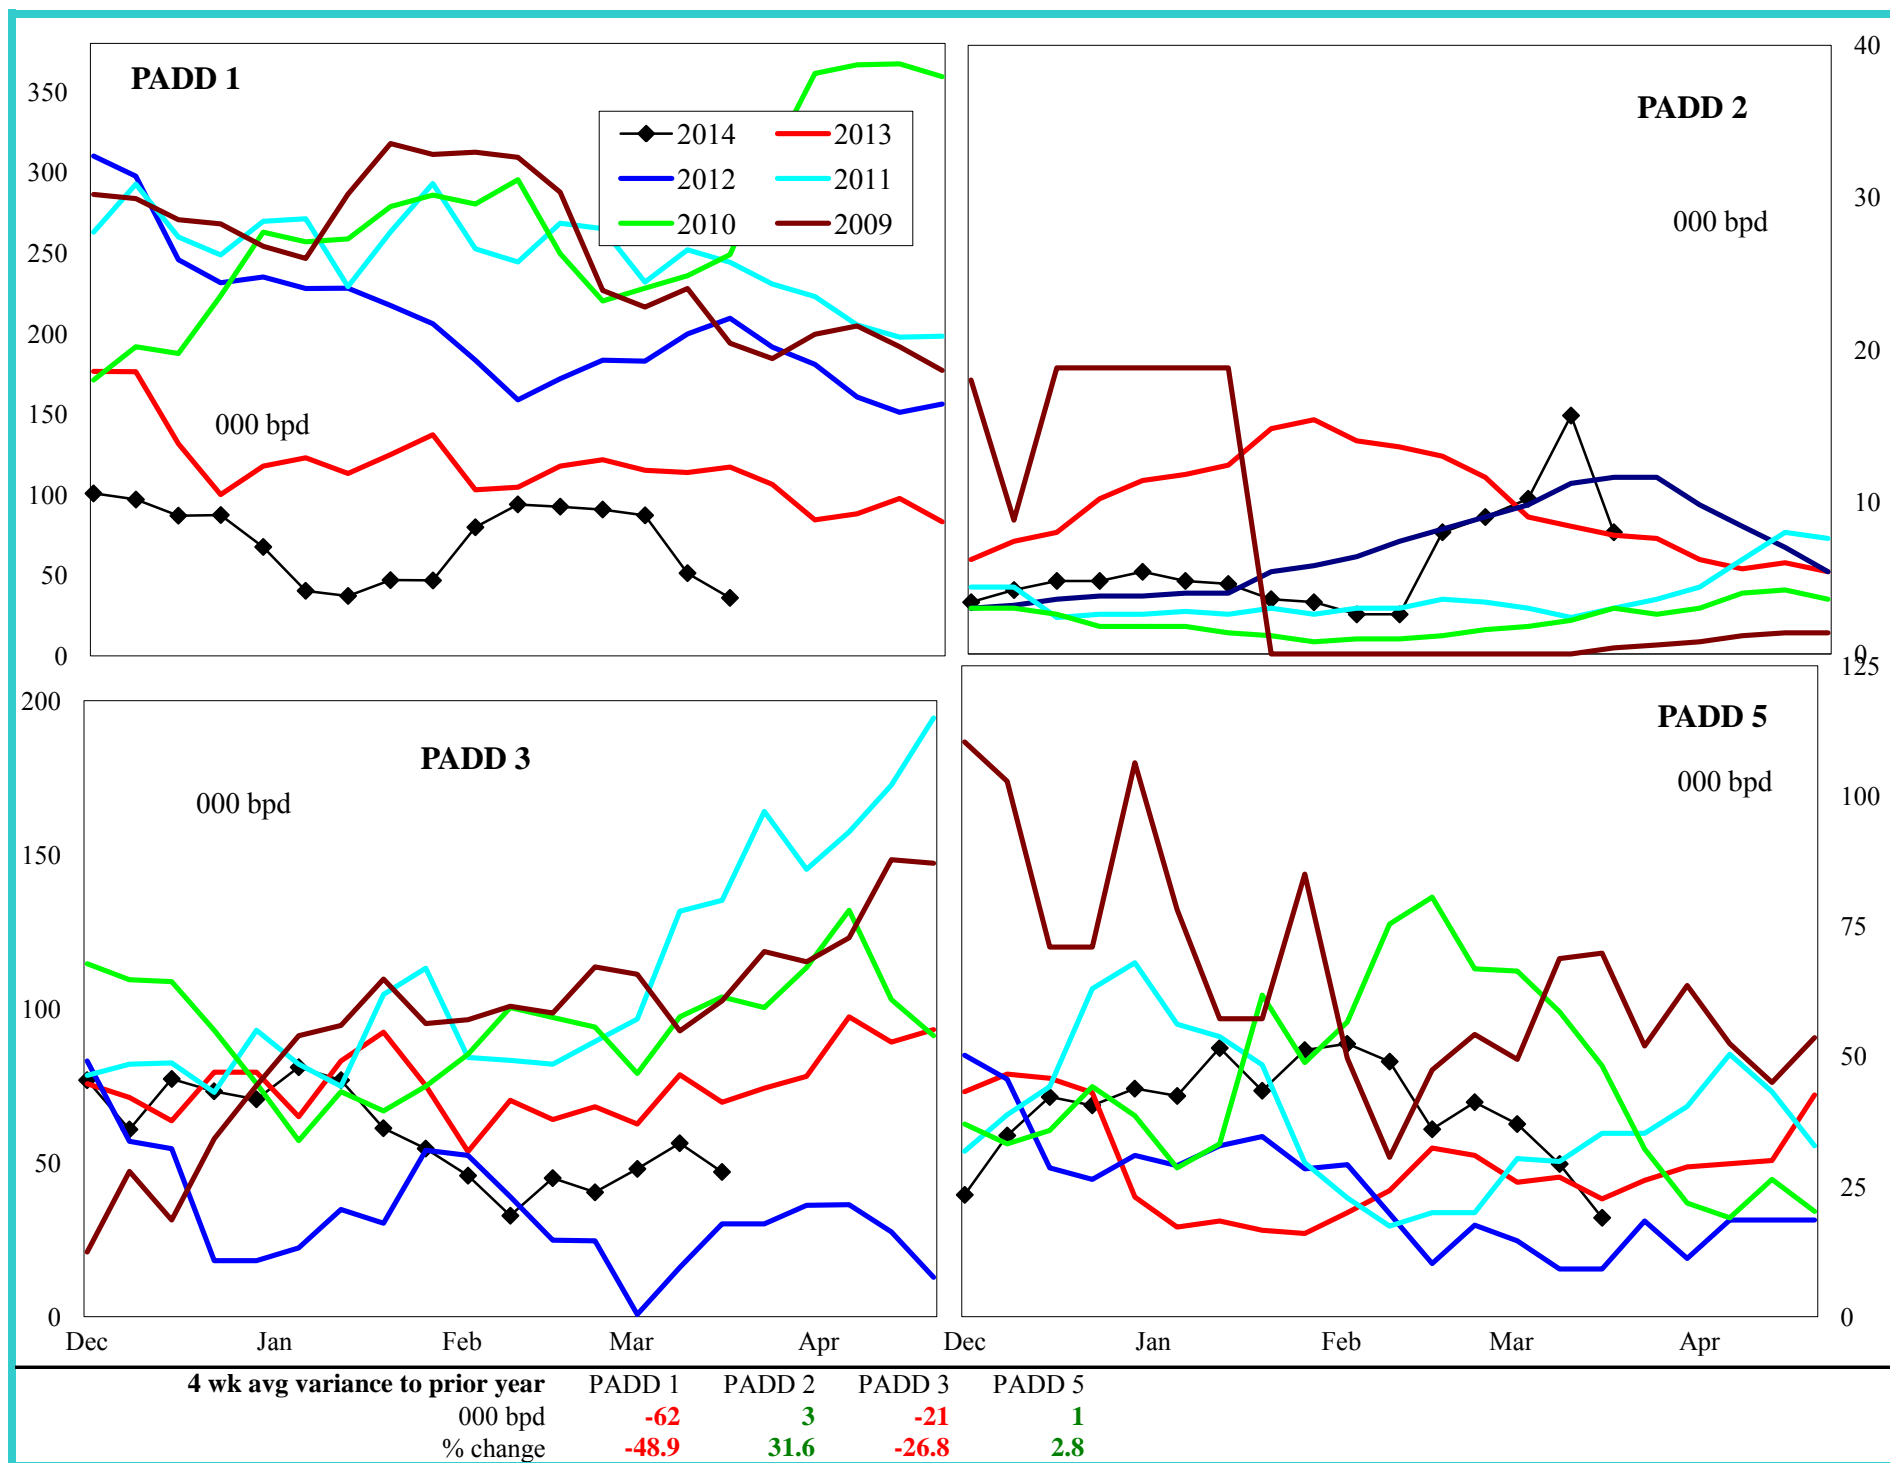 PADD 1
000 bpd
350
300
250
200
150
100
50
0
2014 2013
2012 2011
2010 2009
PADD 2
000 bpd
40
30
20
10
0
PADD 3
000 bpd
200
150
100
50
0
Dec Jan Feb Mar Apr
PADD 5
000 bpd
125
100
75
50
25
0
Dec Jan Feb Mar Apr
4 wk avg variance to prior year PADD 1 PADD 2 PADD 3 PADD 5
000 bpd -62 3 -21 1
% change -48.9 31.6 -26.8 2.8